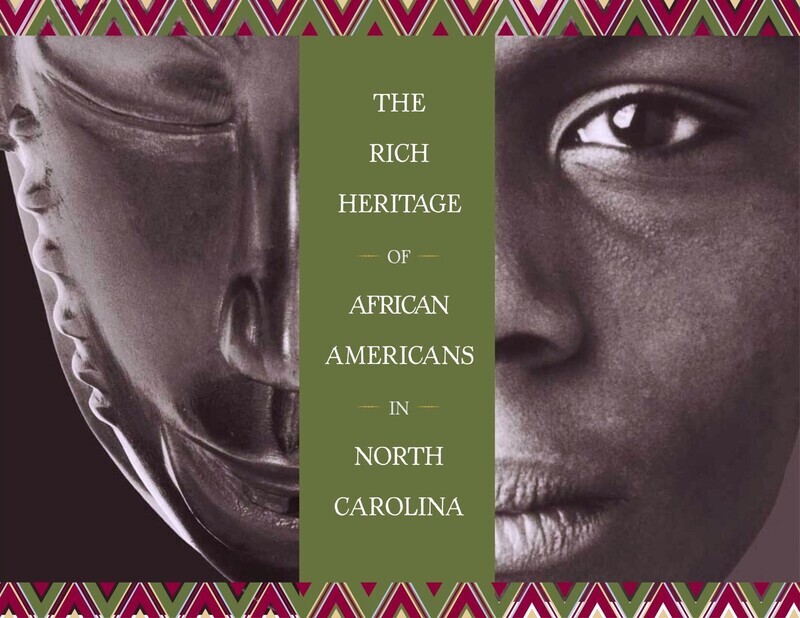 THE
RICH
HERITAGE
OF
AFRICAN
AMERICANS
IN
NORTH
CAROLINA